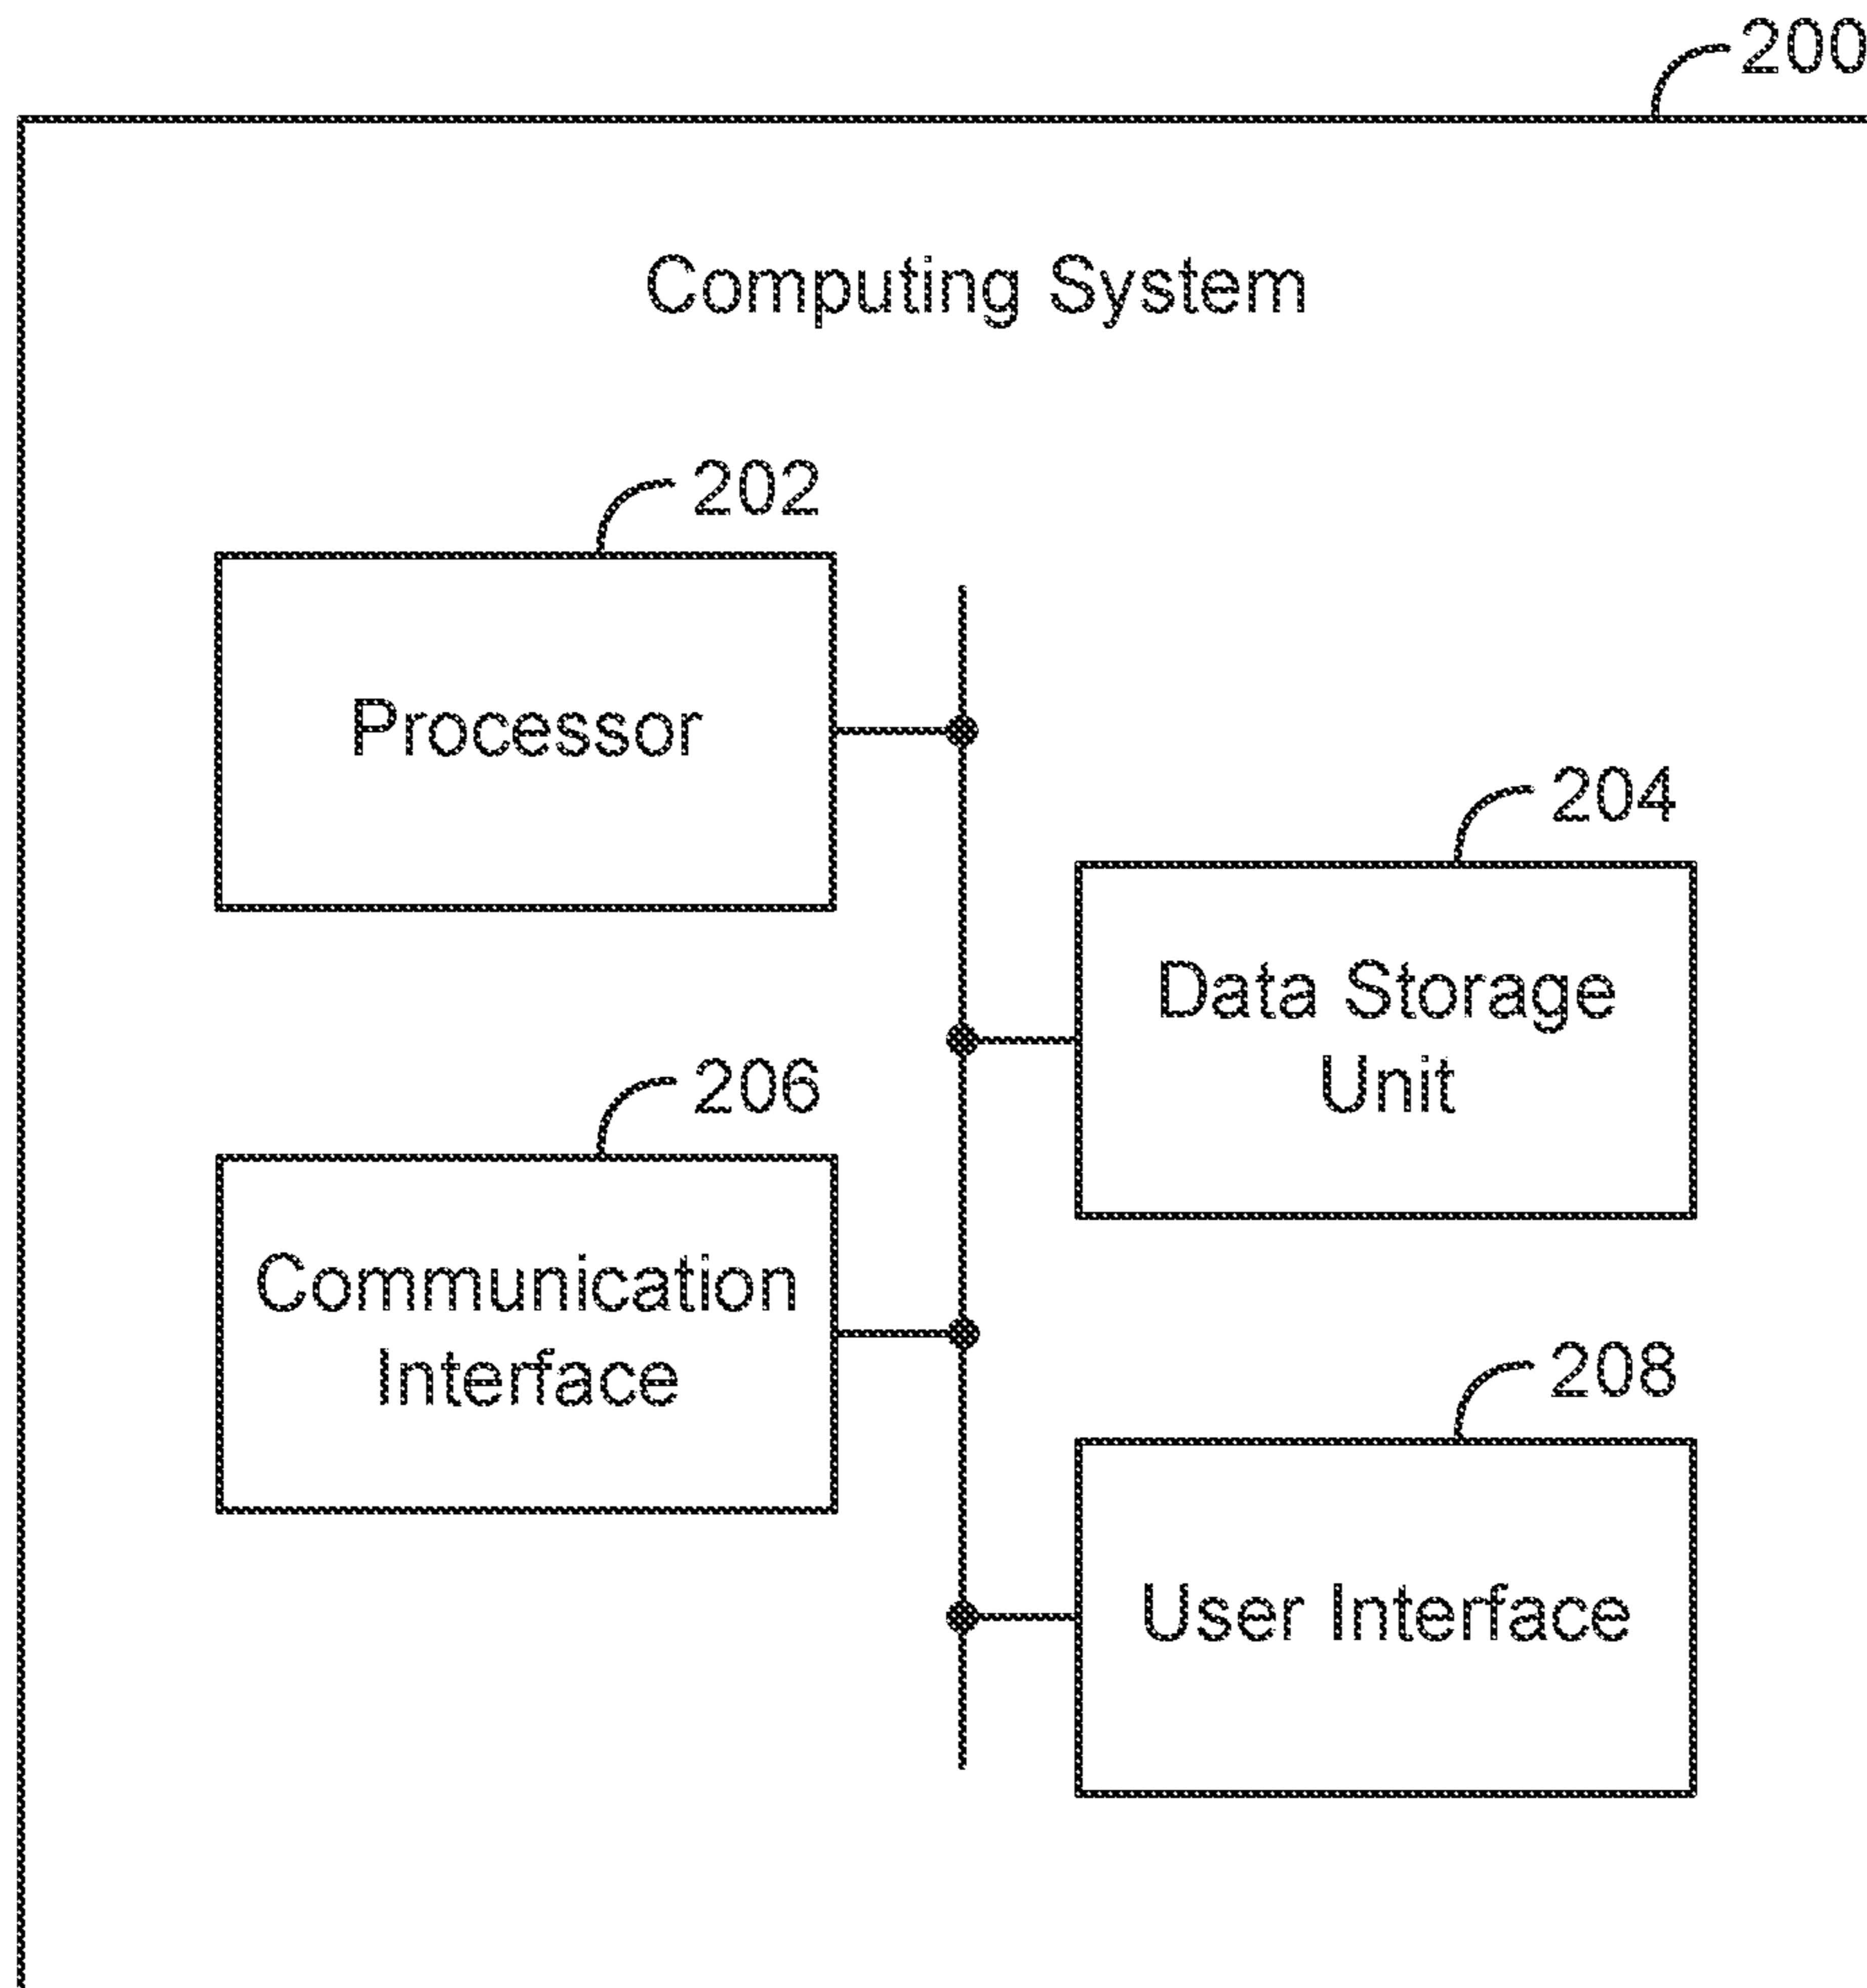 200
Computing System
202
Processor
204
Data Storage
Unit
206
Communication
Interface
208
User Interface